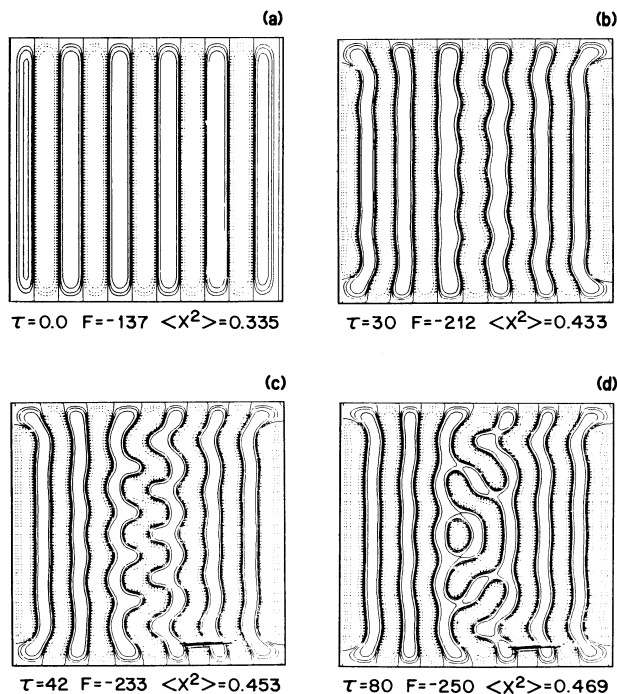 (a)
(b)
τ=0.0 F=-137 <X²>=0.335
τ=30 F=-212 <X²>=0.433
(c)
(d)
τ=42 F=-233 <X²>=0.453
τ=80 F=-250 <X²>=0.469